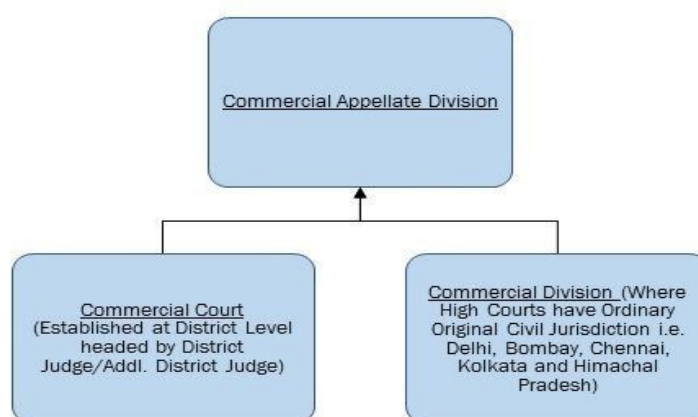 Commercial Appellate Division
Commercial Court
(Established at District Level
headed by District
Judge/Addl. District Judge)
Commercial Division (Where
High Courts have Ordinary
Original Civil Jurisdiction i.e.
Delhi, Bombay, Chennai,
Kolkata and Himachal
Pradesh)